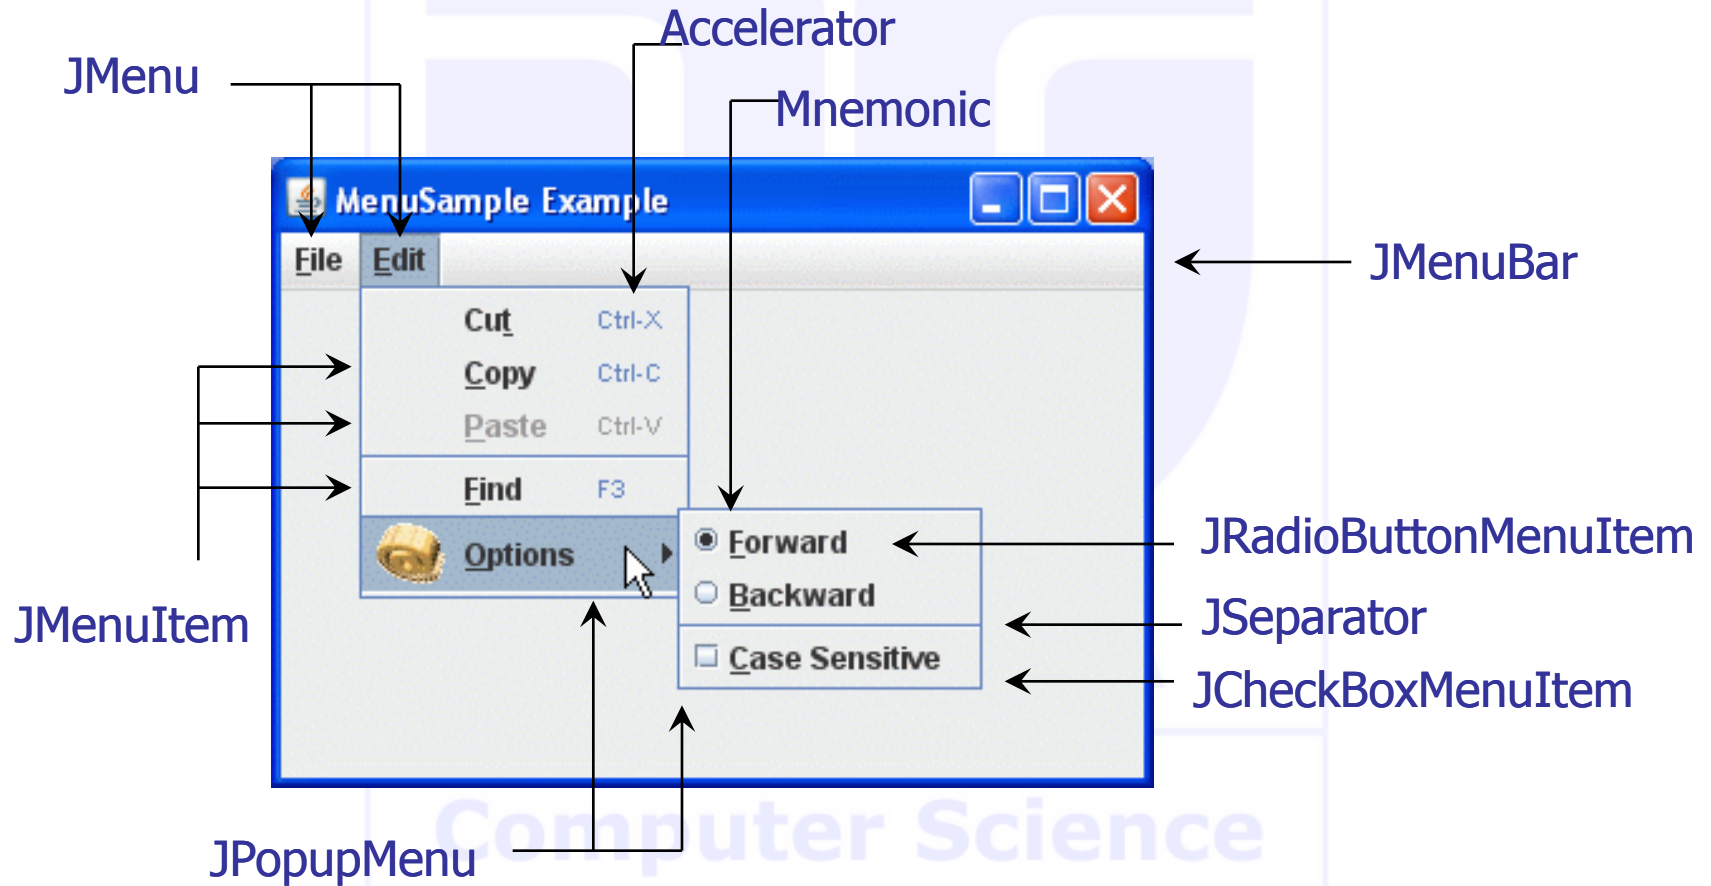 Accelerator
JMenu
Mnemonic
MenuSample Example
File Edit
JMenuBar
Cut Ctrl-X
Copy Ctrl-C
Paste Ctrl-V
Find F3
Options
Forward
JRadioButtonMenuItem
Backward
JSeparator
JMenuItem
Case Sensitive
JCheckBoxMenuItem
Computer Science
JPopupMenu